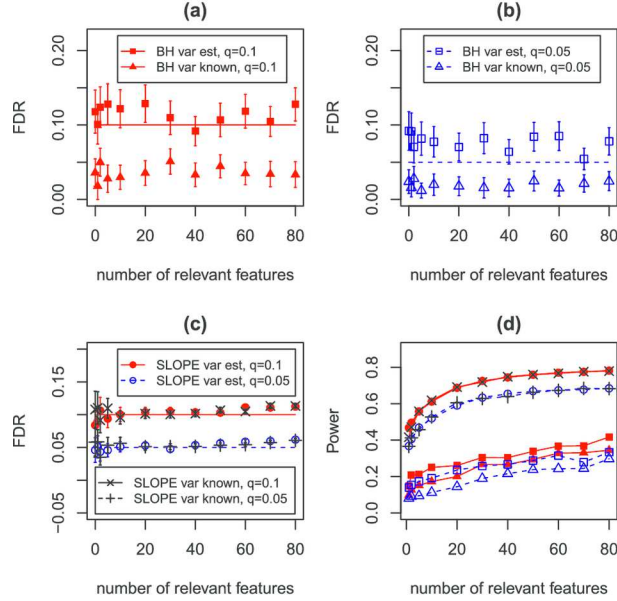 (a)
BH var est, q=0.1
BH var known, q=0.1
FDR
0.00
0.10
0.20
0
20
40
60
80
number of relevant features
(b)
BH var est, q=0.05
BH var known, q=0.05
FDR
0.00
0.10
0.20
0
20
40
60
80
number of relevant features
(c)
SLOPE var est, q=0.1
SLOPE var est, q=0.05
SLOPE var known, q=0.1
SLOPE var known, q=0.05
FDR
−0.05
0.05
0.15
0
20
40
60
80
number of relevant features
(d)
Power
0.0
0.2
0.4
0.6
0.8
0
20
40
60
80
number of relevant features